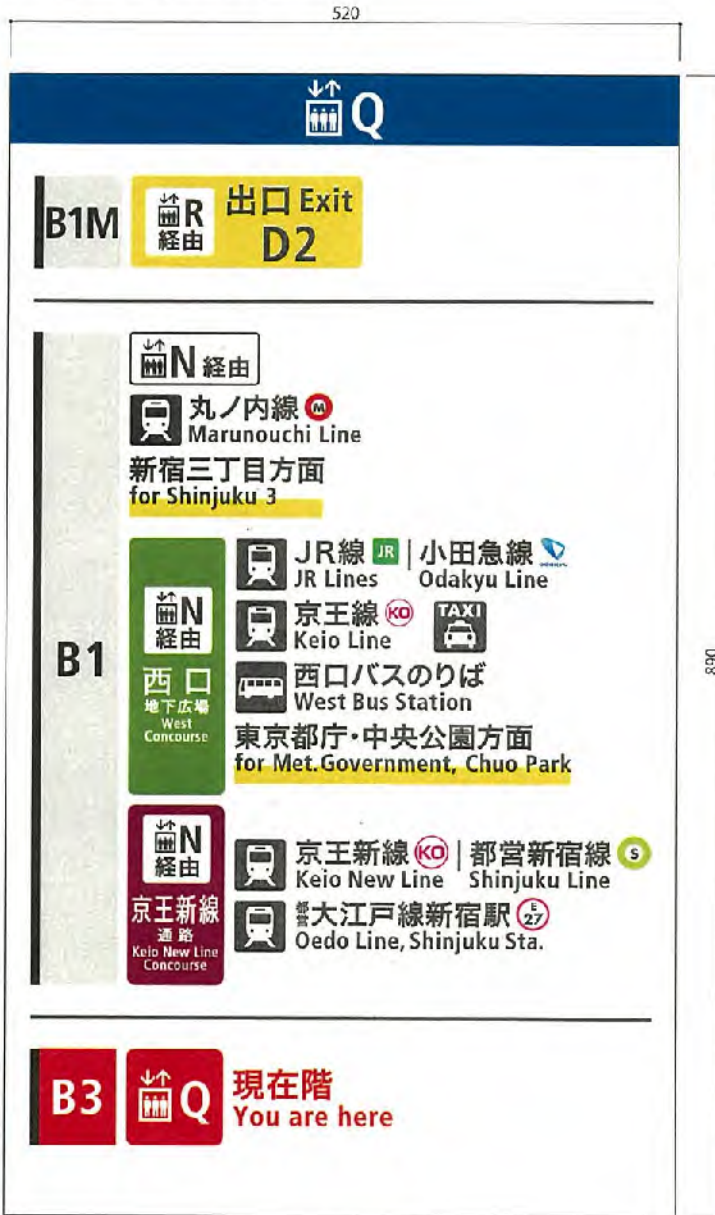 520
Q
B1M
R
経由
出口 Exit
D2
N 経由
丸ノ内線 M
Marunouchi Line
新宿三丁目方面
for Shinjuku 3
B1
N
経由
西口
地下広場
West
Concourse
JR線 JR | 小田急線
JR Lines Odakyu Line
京王線 KO TAXI
Keio Line
西口バスのりば
West Bus Station
東京都庁・中央公園方面
for Met.Government, Chuo Park
890
N
経由
京王新線
通路
Keio New Line
Concourse
京王新線 KO | 都営新宿線 S
Keio New Line Shinjuku Line
都営大江戸線新宿駅 E 27
Oedo Line, Shinjuku Sta.
B3
Q
現在階
You are here